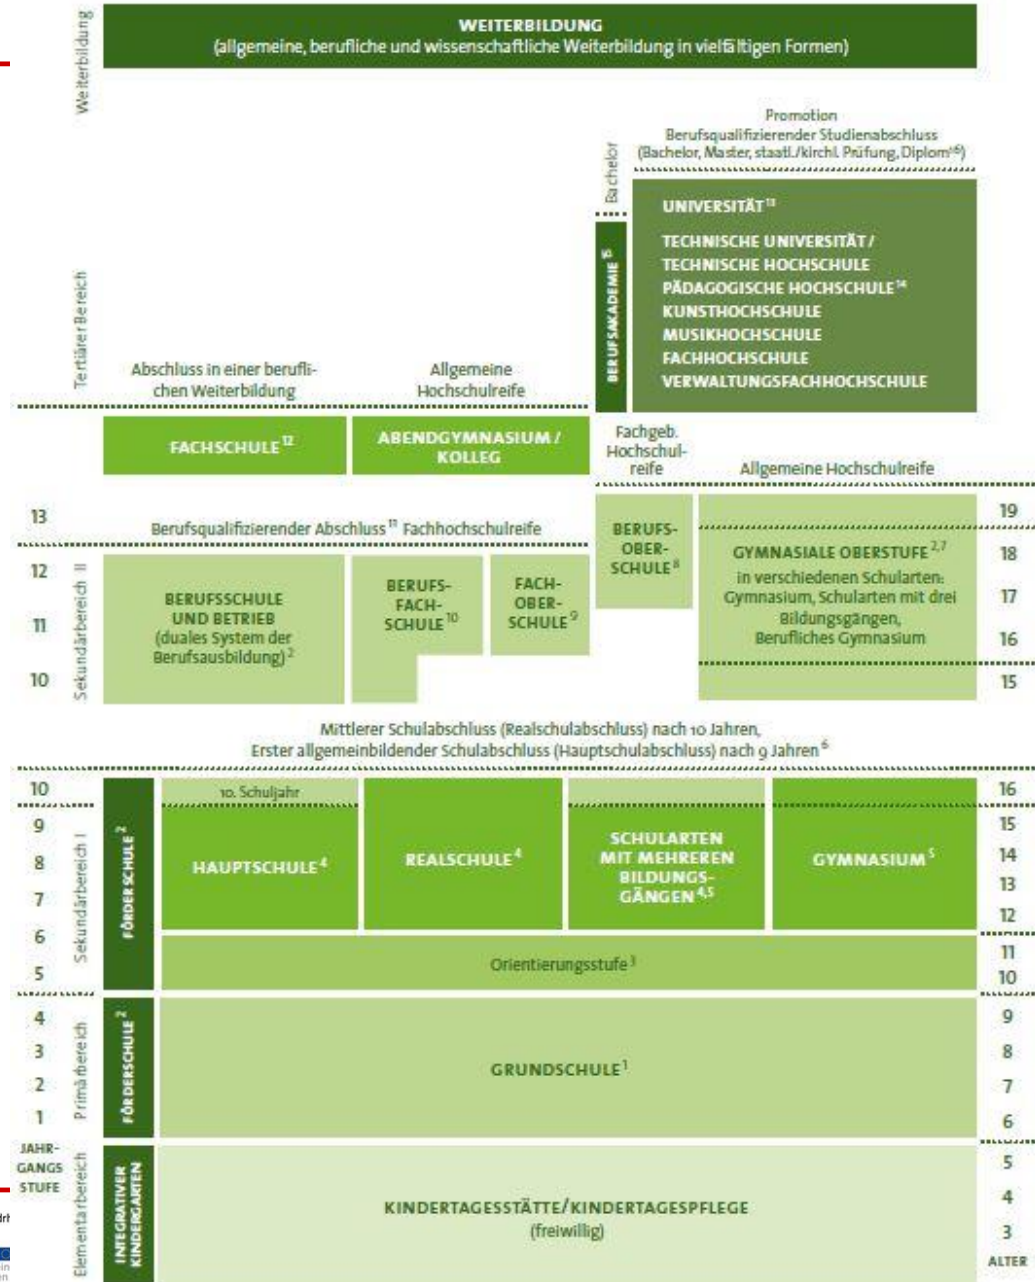 Weiterbildung
WEITERBILDUNG
(allgemeine, berufliche und wissenschaftliche Weiterbildung in vielfältigen Formen)
Promotion
Berufsqualifizierender Studienabschluss
(Bachelor, Master, staatl./kirchl. Prüfung, Diplom¹⁶)
Bachelor
Tertiärer Bereich
BERUFSAKADEMIE¹⁵
UNIVERSITÄT¹³
TECHNISCHE UNIVERSITÄT /
TECHNISCHE HOCHSCHULE
PÄDAGOGISCHE HOCHSCHULE¹⁴
KUNSTHOCHSCHULE
MUSIKHOCHSCHULE
FACHHOCHSCHULE
VERWALTUNGSFACHHOCHSCHULE
Abschluss in einer berufli-
chen Weiterbildung
Allgemeine
Hochschulreife
FACHSCHULE¹²
ABENDGYMNASIUM /
KOLLEG
Fachgeb.
Hochschul-
reife
Allgemeine Hochschulreife
13
Berufsqualifizierender Abschluss¹¹ Fachhochschulreife
19
12
11
10
Sekundärbereich II
BERUFSSCHULE
UND BETRIEB
(duales System der
Berufsausbildung)²
BERUFS-
FACH-
SCHULE¹⁰
FACH-
OBER-
SCHULE⁹
BERUFS-
OBER-
SCHULE⁸
GYMNASIALE OBERSTUFE²,⁷
in verschiedenen Schularten:
Gymnasium, Schularten mit drei
Bildungsgängen,
Berufliches Gymnasium
18
17
16
15
Mittlerer Schulabschluss (Realschulabschluss) nach 10 Jahren,
Erster allgemeinbildender Schulabschluss (Hauptschulabschluss) nach 9 Jahren⁶
10
9
8
7
6
5
Sekundärbereich I
FÖRDERSCHULE²
10. Schuljahr
HAUPTSCHULE⁴
REALSCHULE⁴
SCHULARTEN
MIT MEHREREN
BILDUNGS-
GÄNGEN⁴,⁵
GYMNASIUM⁵
16
15
14
13
12
11
10
Orientierungsstufe³
4
3
2
1
Primärbereich
FÖRDERSCHULE²
GRUNDSCHULE¹
9
8
7
6
JAHR-
GANGS
STUFE
Elementarbereich
INTEGRATIVER
KINDERGARTEN
KINDERTAGESSTÄTTE/KINDERTAGESPFLEGE
(freiwillig)
5
4
3
ALTER